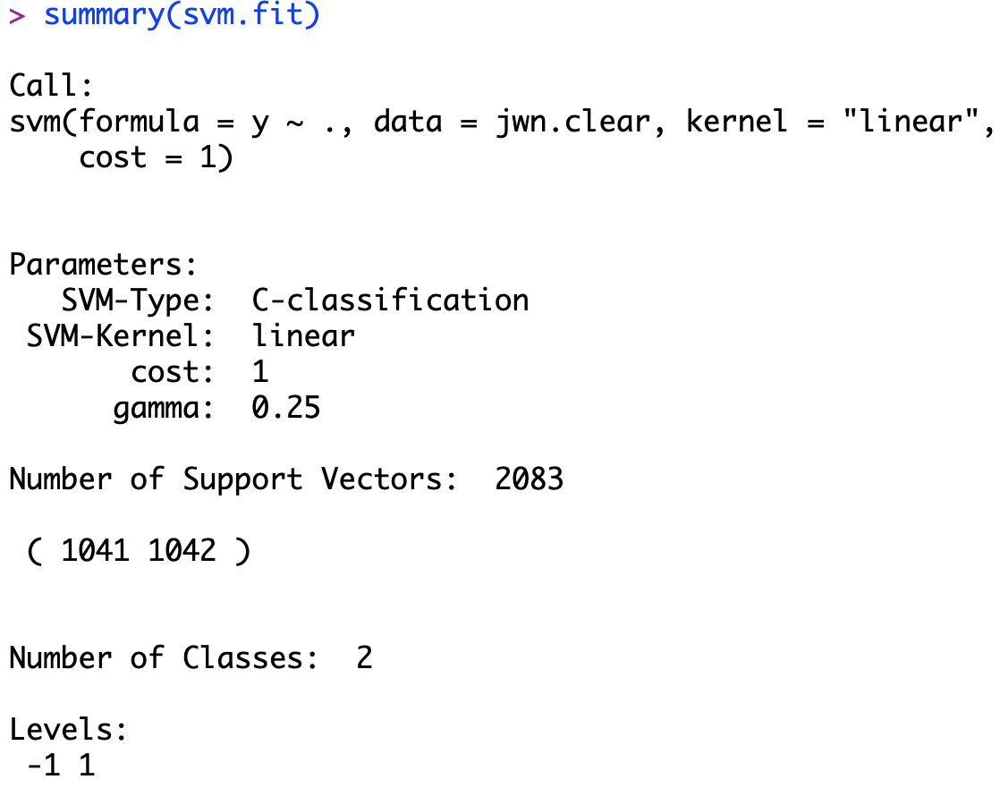 > summary(svm.fit)
Call:
svm(formula = y ~ ., data = jwn.clear, kernel = "linear",
    cost = 1)
Parameters:
   SVM-Type:  C-classification
 SVM-Kernel:  linear
       cost:  1
      gamma:  0.25
Number of Support Vectors:  2083
 ( 1041 1042 )
Number of Classes:  2
Levels:
 -1 1